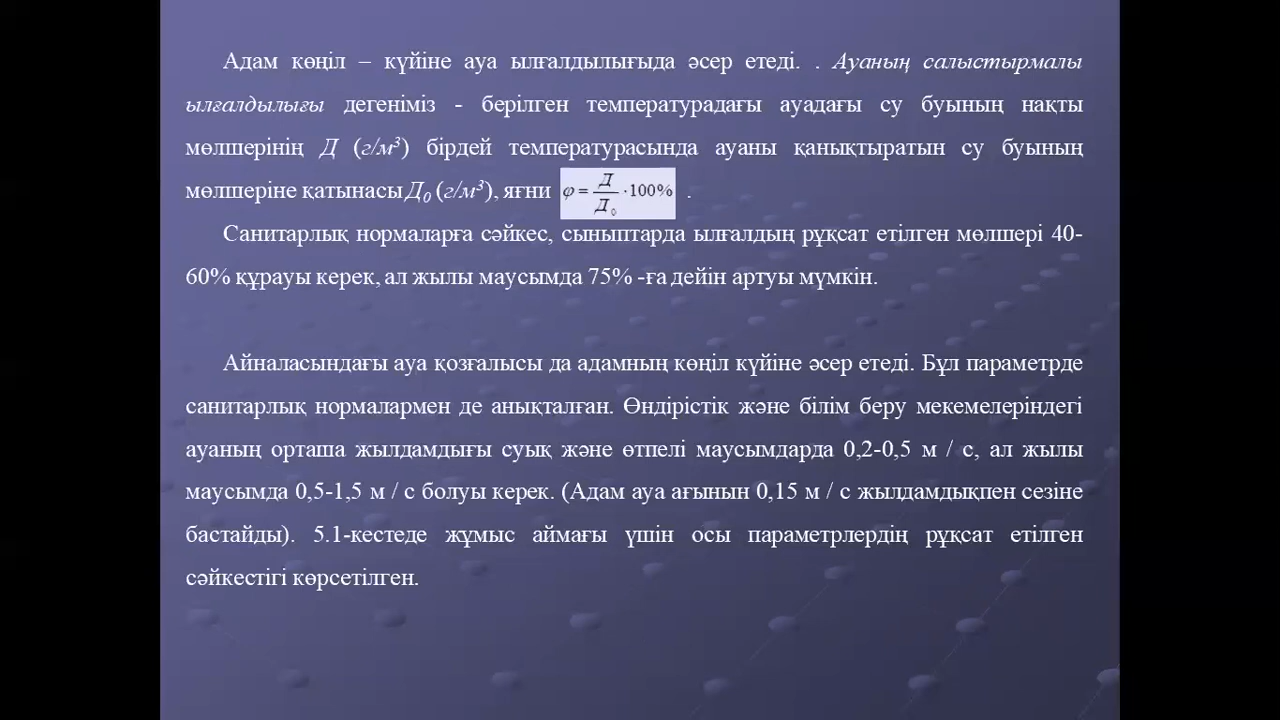 Адам көңіл – күйіне ауа ылғалдылығыда әсер етеді. . Ауаның салыстырмалы
ылғалдылығы дегеніміз - берілген температурадағы ауадағы су буының нақты
мөлшерінің Д (г/м³) бірдей температурасында ауаны қанықтыратын су буының
мөлшеріне қатынасы Д₀ (г/м³), яғни φ = Д/Д₀ ·100% .
Санитарлық нормаларға сәйкес, сыныптарда ылғалдың рұқсат етілген мөлшері 40-
60% құрауы керек, ал жылы маусымда 75% -ға дейін артуы мүмкін.
Айналасындағы ауа қозғалысы да адамның көңіл күйіне әсер етеді. Бұл параметрде
санитарлық нормалармен де анықталған. Өндірістік және білім беру мекемелеріндегі
ауаның орташа жылдамдығы суық және өтпелі маусымдарда 0,2-0,5 м / с, ал жылы
маусымда 0,5-1,5 м / с болуы керек. (Адам ауа ағынын 0,15 м / с жылдамдықпен сезіне
бастайды). 5.1-кестеде жұмыс аймағы үшін осы параметрлердің рұқсат етілген
сәйкестігі көрсетілген.